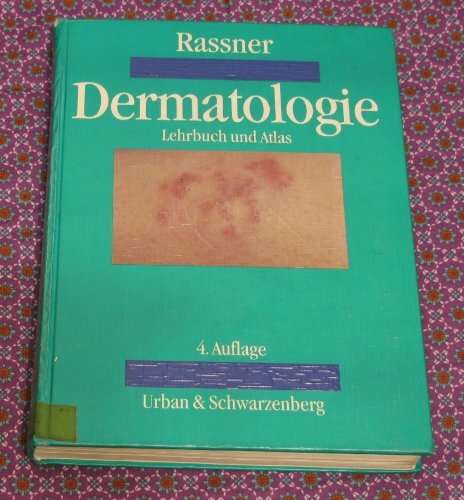 Rassner
Dermatologie
Lehrbuch und Atlas
4. Auflage
Urban & Schwarzenberg